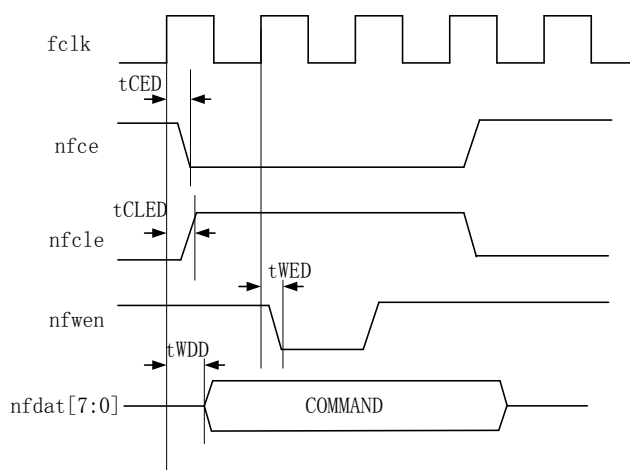 fclk
tCED
nfce
tCLED
nfcle
tWED
nfwen
tWDD
nfdat[7:0]
COMMAND